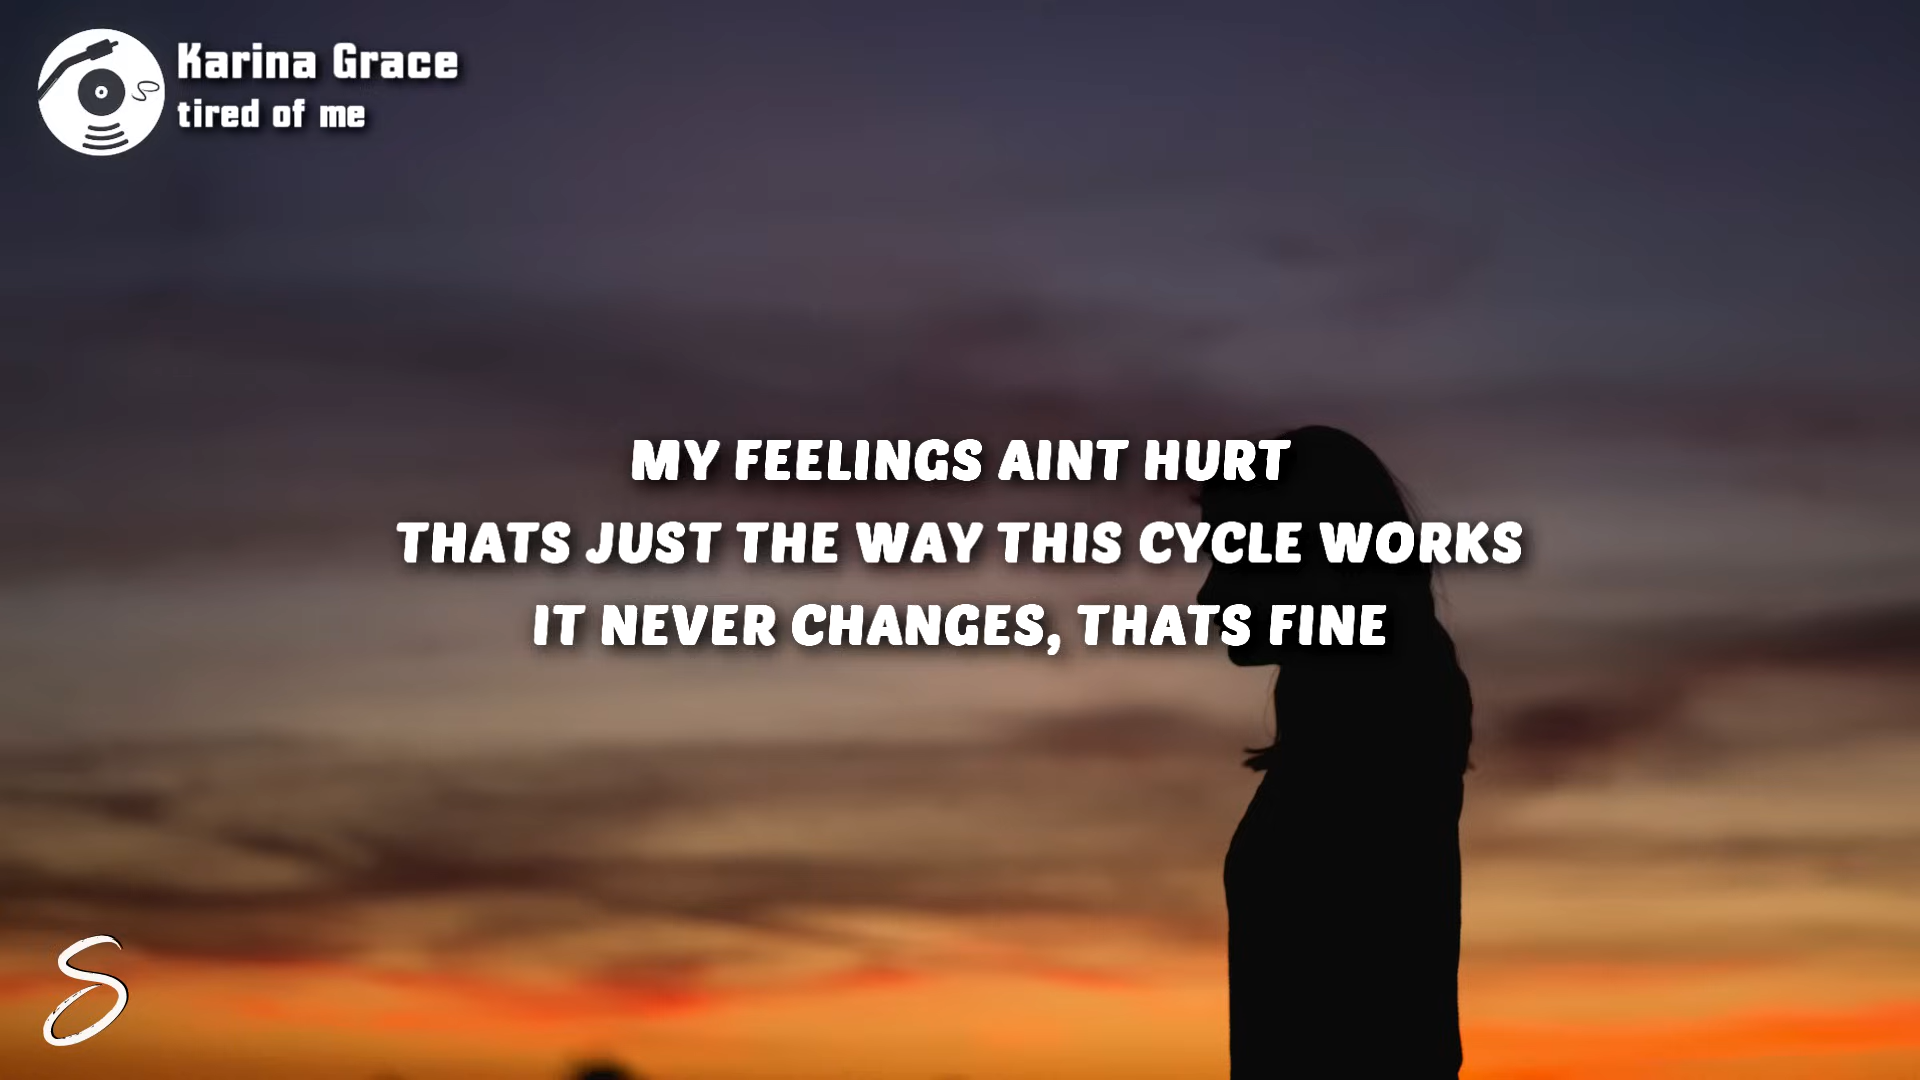 Karina Grace
tired of me
MY FEELINGS AINT HURT
THATS JUST THE WAY THIS CYCLE WORKS
IT NEVER CHANGES, THATS FINE
S